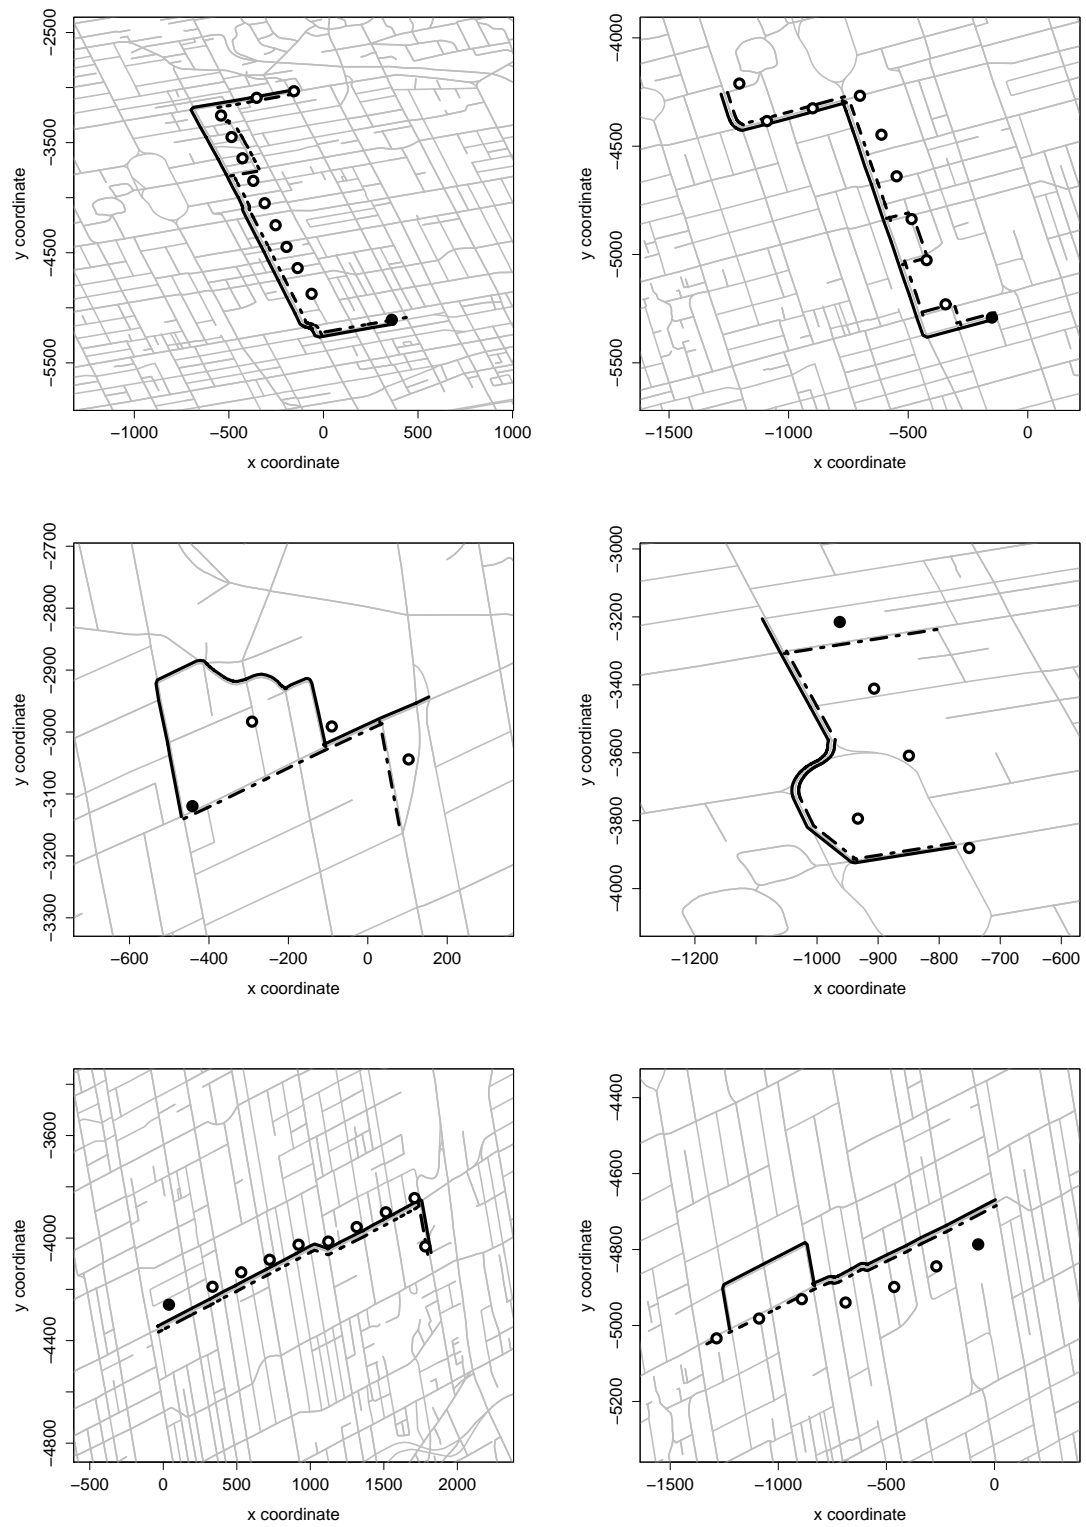 y coordinate
−2500
−3500
−4500
−5500
−1000 −500 0 500 1000
x coordinate
y coordinate
−4000
−4500
−5000
−5500
−1500 −1000 −500 0
x coordinate
y coordinate
−2700
−2800
−2900
−3000
−3100
−3200
−3300
−600 −400 −200 0 200
x coordinate
y coordinate
−3000
−3200
−3400
−3600
−3800
−4000
−1200 −1000 −900 −800 −700 −600
x coordinate
y coordinate
−3600
−4000
−4400
−4800
−500 0 500 1000 1500 2000
x coordinate
y coordinate
−4400
−4600
−4800
−5000
−5200
−1500 −1000 −500 0
x coordinate